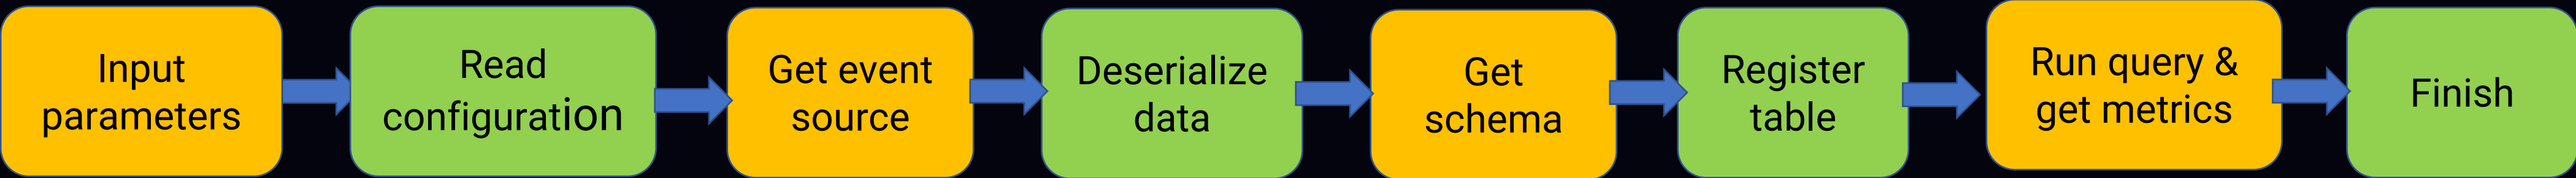 Input
parameters
Read
configuration
Get event
source
Deserialize
data
Get
schema
Register
table
Run query &
get metrics
Finish